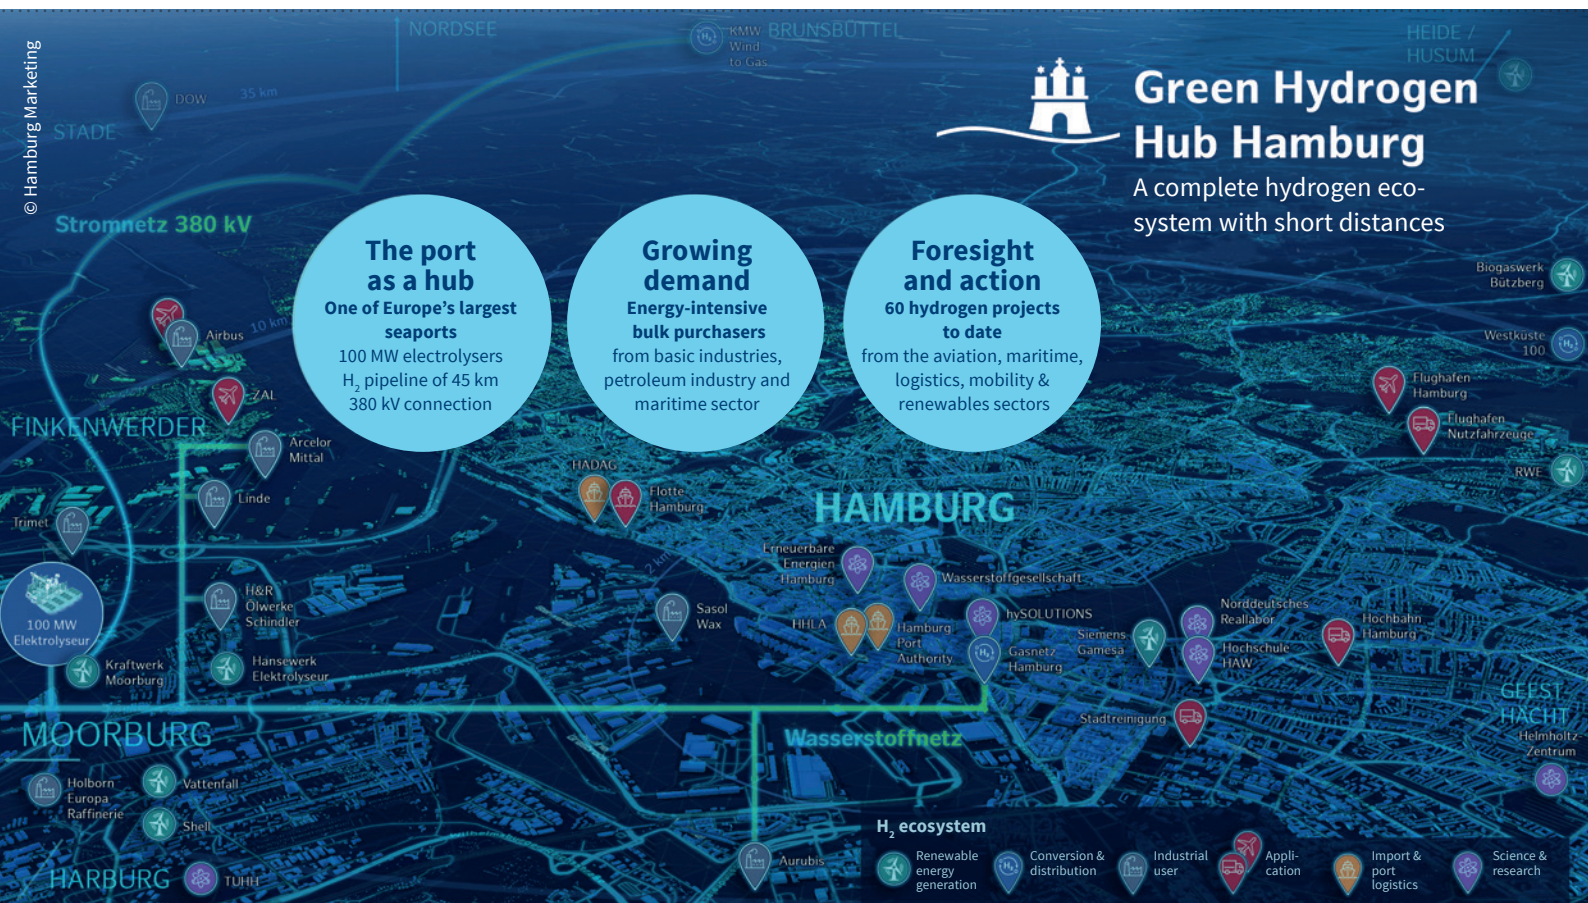 © Hamburg Marketing
NORDSEE
KMW
Wind
to Gas
BRUNSBÜTTEL
HEIDE /
HUSUM
DOW
35 km
STADE
Green Hydrogen
Hub Hamburg
A complete hydrogen eco-
system with short distances
Stromnetz 380 kV
The port
as a hub
One of Europe’s largest
seaports
100 MW electrolysers
H2 pipeline of 45 km
380 kV connection
Growing
demand
Energy-intensive
bulk purchasers
from basic industries,
petroleum industry and
maritime sector
Foresight
and action
60 hydrogen projects
to date
from the aviation, maritime,
logistics, mobility &
renewables sectors
Biogaswerk
Bützberg
Westküste
100
Airbus
10 km
ZAL
Flughafen
Hamburg
Flughafen
Nutzfahrzeuge
FINKENWERDER
Arcelor
Mittal
RWE
Linde
HADAG
Flotte
Hamburg
HAMBURG
Trimet
2 km
Erneuerbare
Energien
Hamburg
Wasserstoffgesellschaft
100 MW
Elektrolyseur
H&R
Ölwerke
Schindler
Sasol
Wax
HHLA
Hamburg
Port
Authority
hySOLUTIONS
Gasnetz
Hamburg
Siemens
Gamesa
Norddeutsches
Reallabor
Hochschule
HAW
Hochbahn
Hamburg
Kraftwerk
Moorburg
Hansewerk
Elektrolyseur
MOORBURG
Wasserstoffnetz
Stadtreinigung
GEEST
HACHT
Helmholtz-
Zentrum
Holborn
Europa
Raffinerie
Vattenfall
Shell
HARBURG
TUHH
Aurubis
H2 ecosystem
Renewable
energy
generation
Conversion &
distribution
Industrial
user
Appli-
cation
Import &
port
logistics
Science &
research